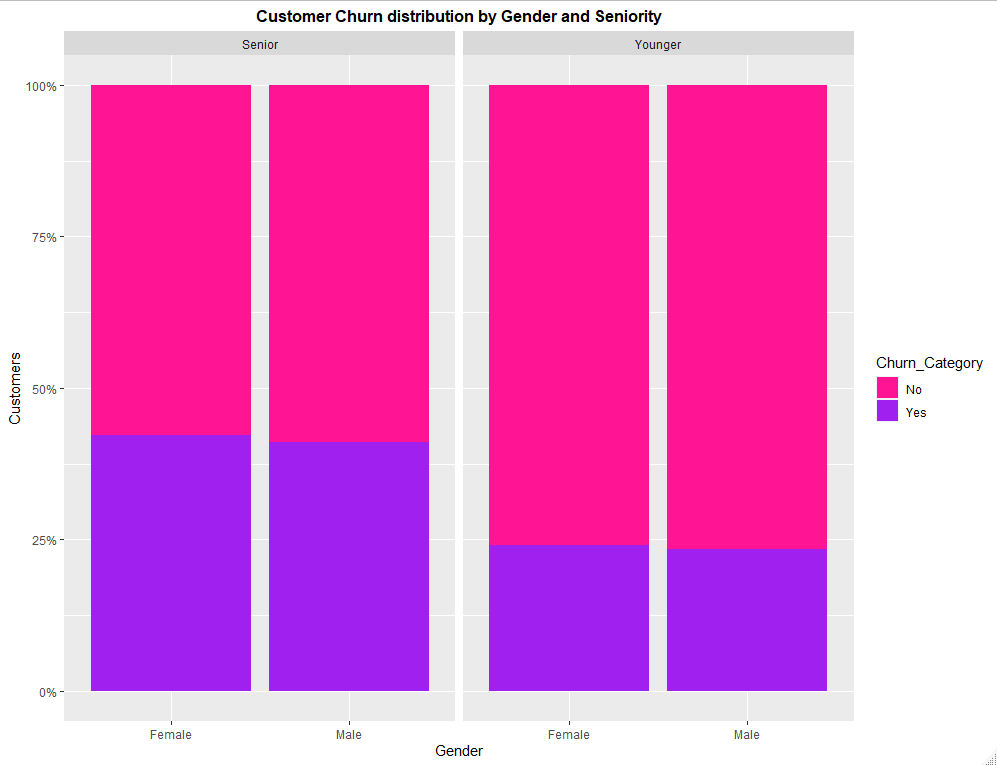 Customer Churn distribution by Gender and Seniority
Senior
Younger
100%
75%
50%
25%
0%
Customers
Female
Male
Female
Male
Gender
Churn_Category
No
Yes